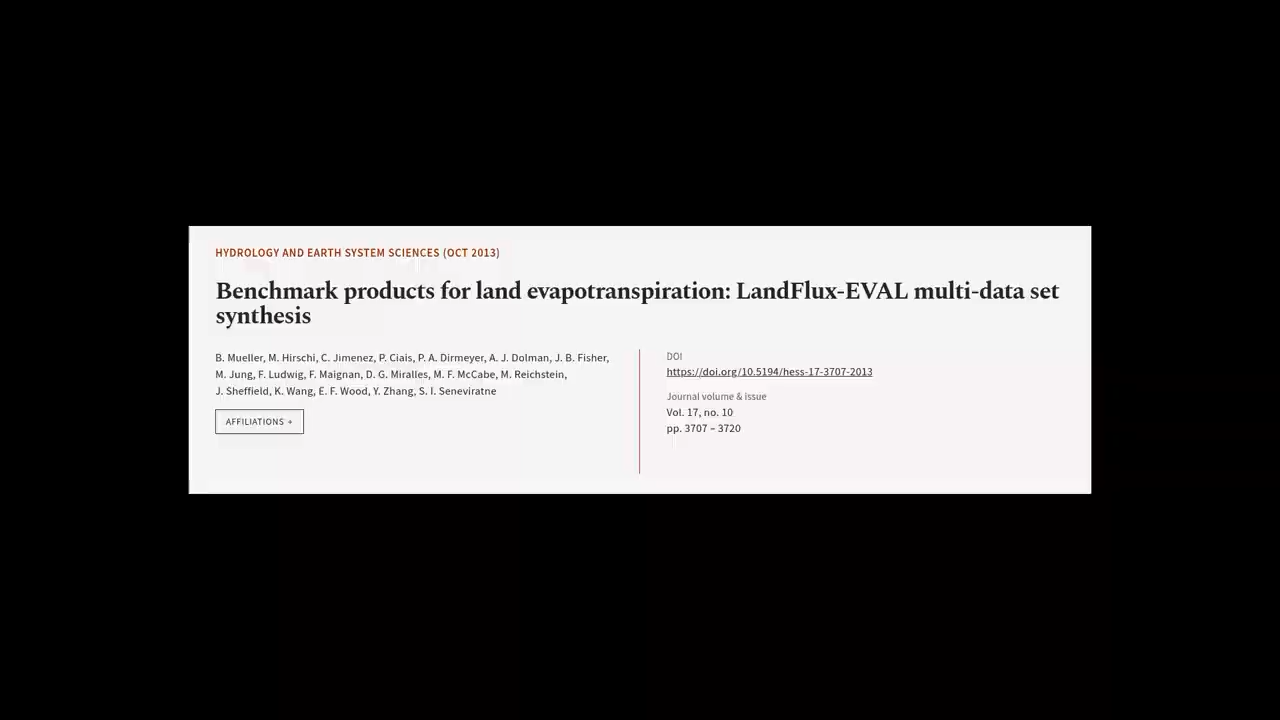 HYDROLOGY AND EARTH SYSTEM SCIENCES (OCT 2013)
Benchmark products for land evapotranspiration: LandFlux-EVAL multi-data set
synthesis
B. Mueller, M. Hirschi, C. Jimenez, P. Ciais, P. A. Dirmeyer, A. J. Dolman, J. B. Fisher,
M. Jung, F. Ludwig, F. Maignan, D. G. Miralles, M. F. McCabe, M. Reichstein,
J. Sheffield, K. Wang, E. F. Wood, Y. Zhang, S. I. Seneviratne
AFFILIATIONS +
DOI
https://doi.org/10.5194/hess-17-3707-2013
Journal volume & issue
Vol. 17, no. 10
pp. 3707 – 3720